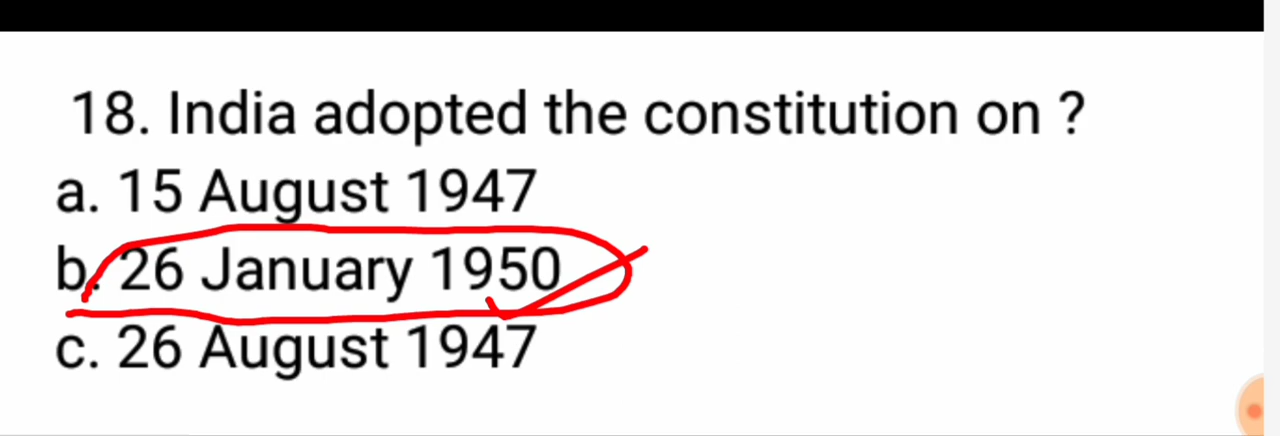 18. India adopted the constitution on ?
a. 15 August 1947
b. 26 January 1950
c. 26 August 1947